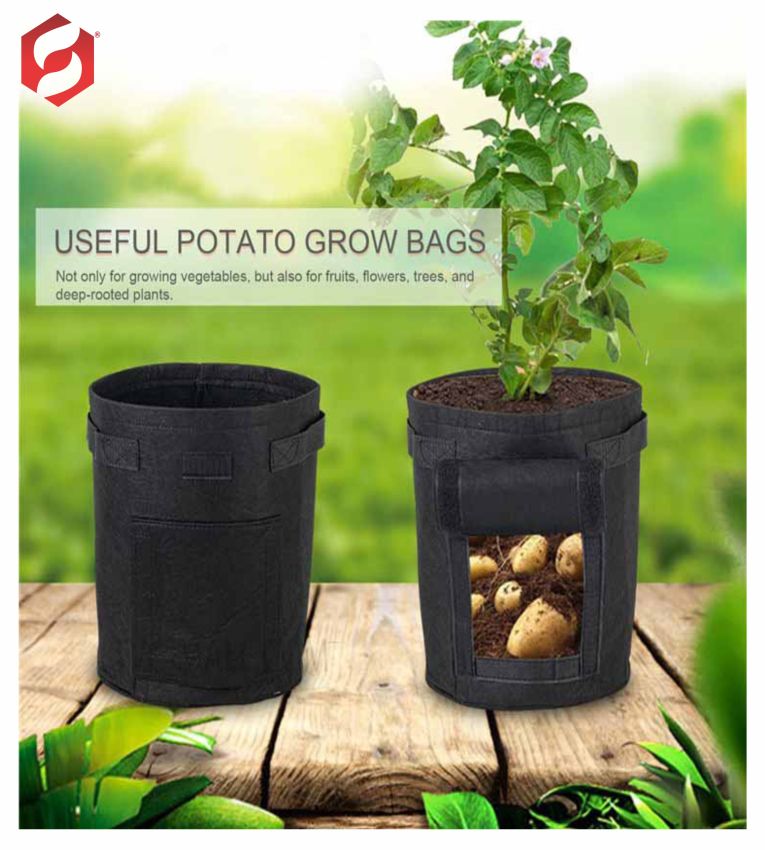 ®
USEFUL POTATO GROW BAGS
Not only for growing vegetables, but also for fruits, flowers, trees, and
deep-rooted plants.